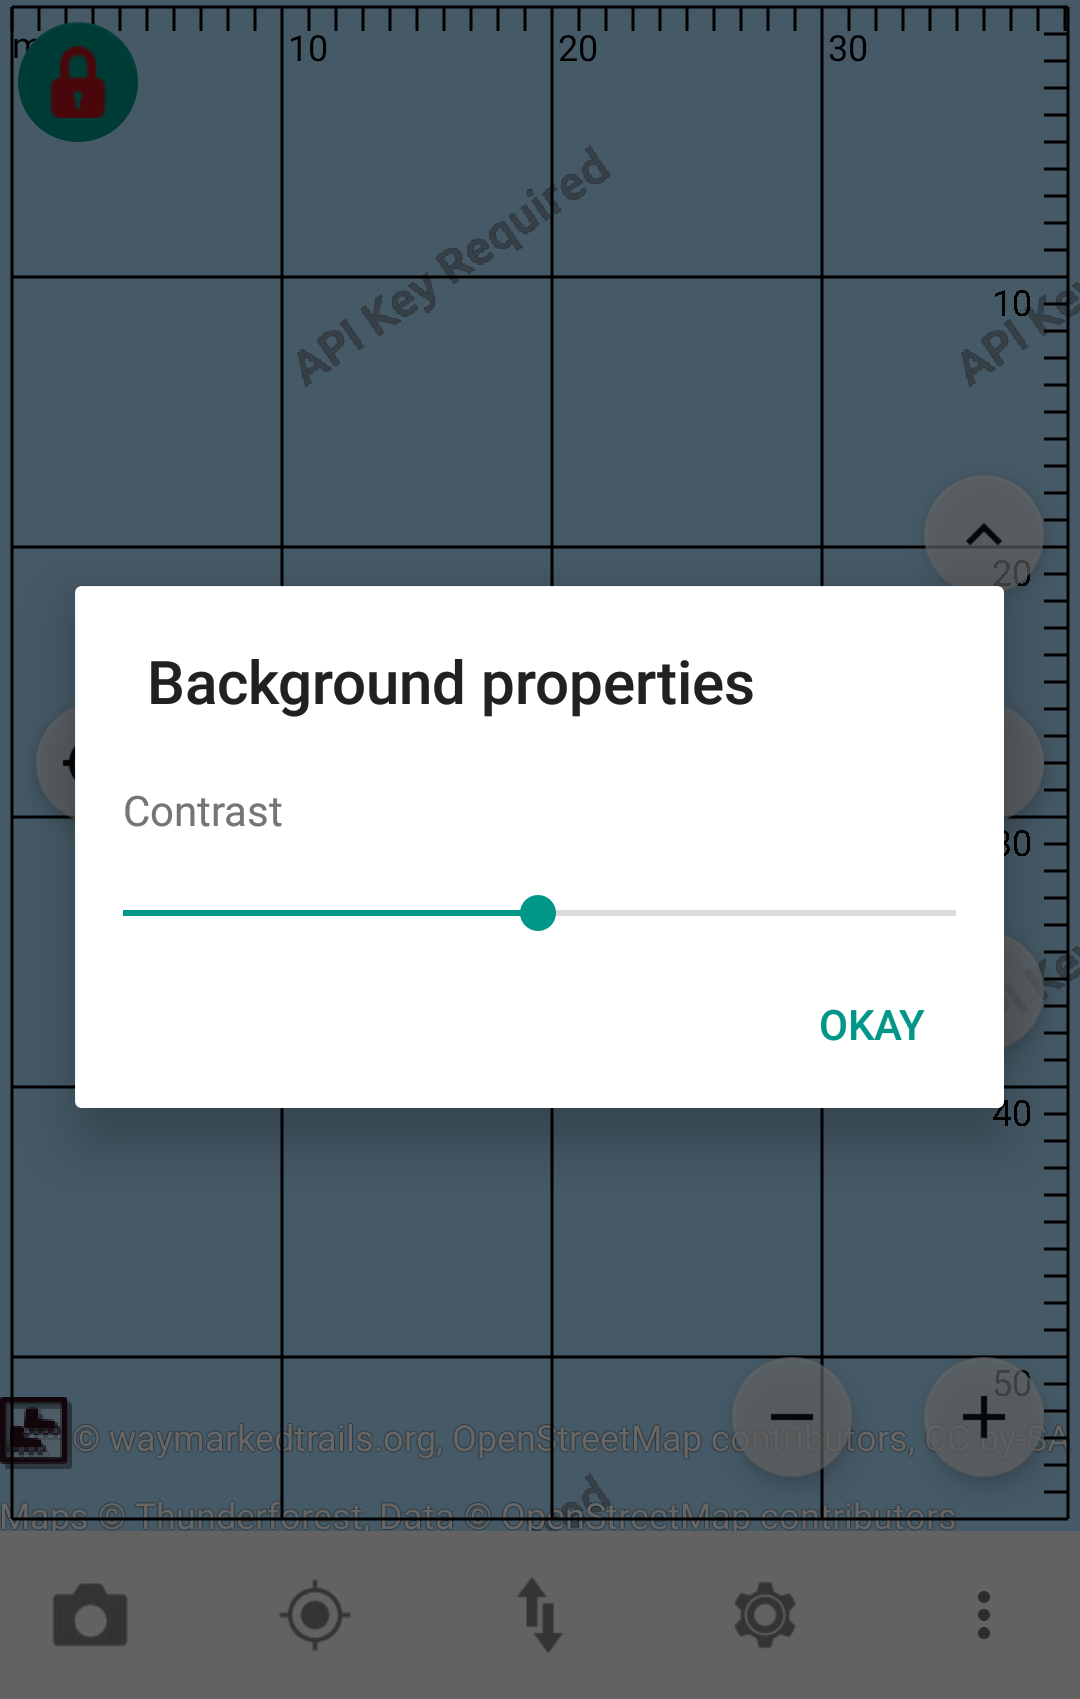 10
20
30
API Key Required
10
API Key
20
Background properties
Contrast
30
OKAY
40
50
© waymarkedtrails.org, OpenStreetMap contributors, CC by-SA
Maps © Thunderforest, Data © OpenStreetMap contributors